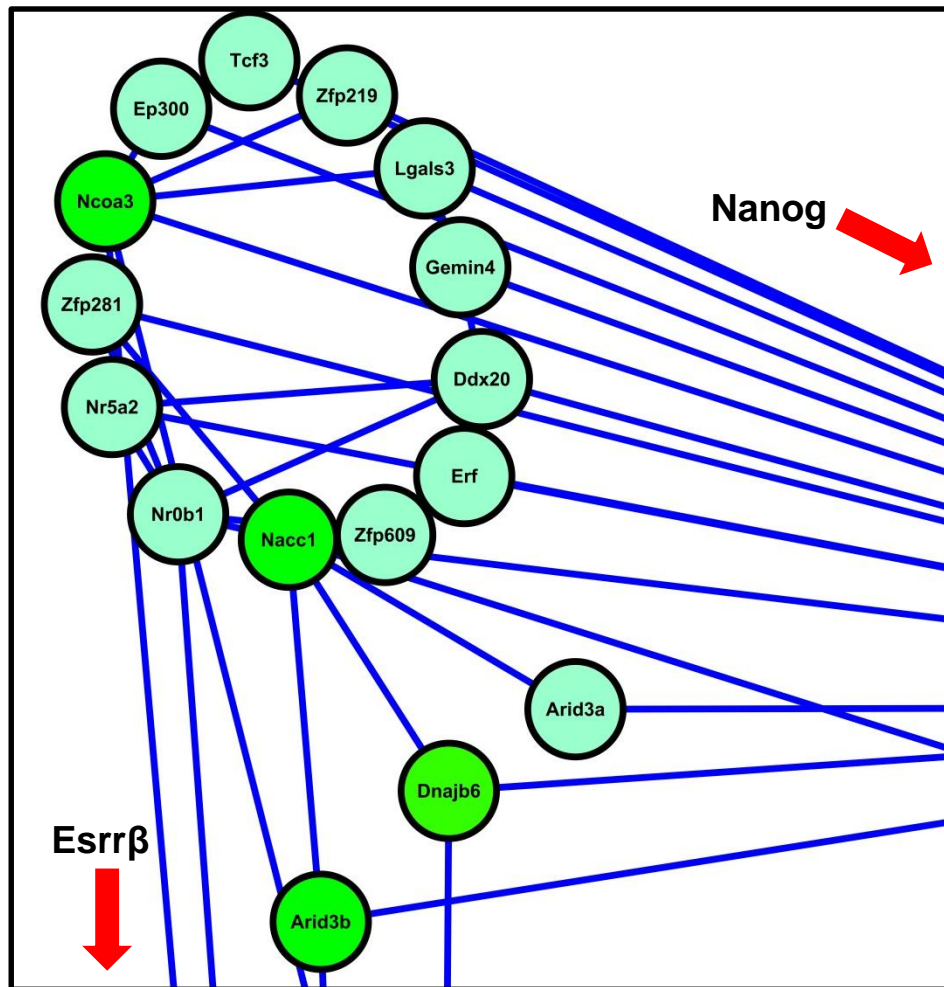 Tcf3
Zfp219
Ep300
Lgals3
Ncoa3
Nanog
Gemin4
Zfp281
Ddx20
Nr5a2
Erf
Nr0b1
Nacc1
Zfp609
Arid3a
Dnajb6
Esrrβ
Arid3b